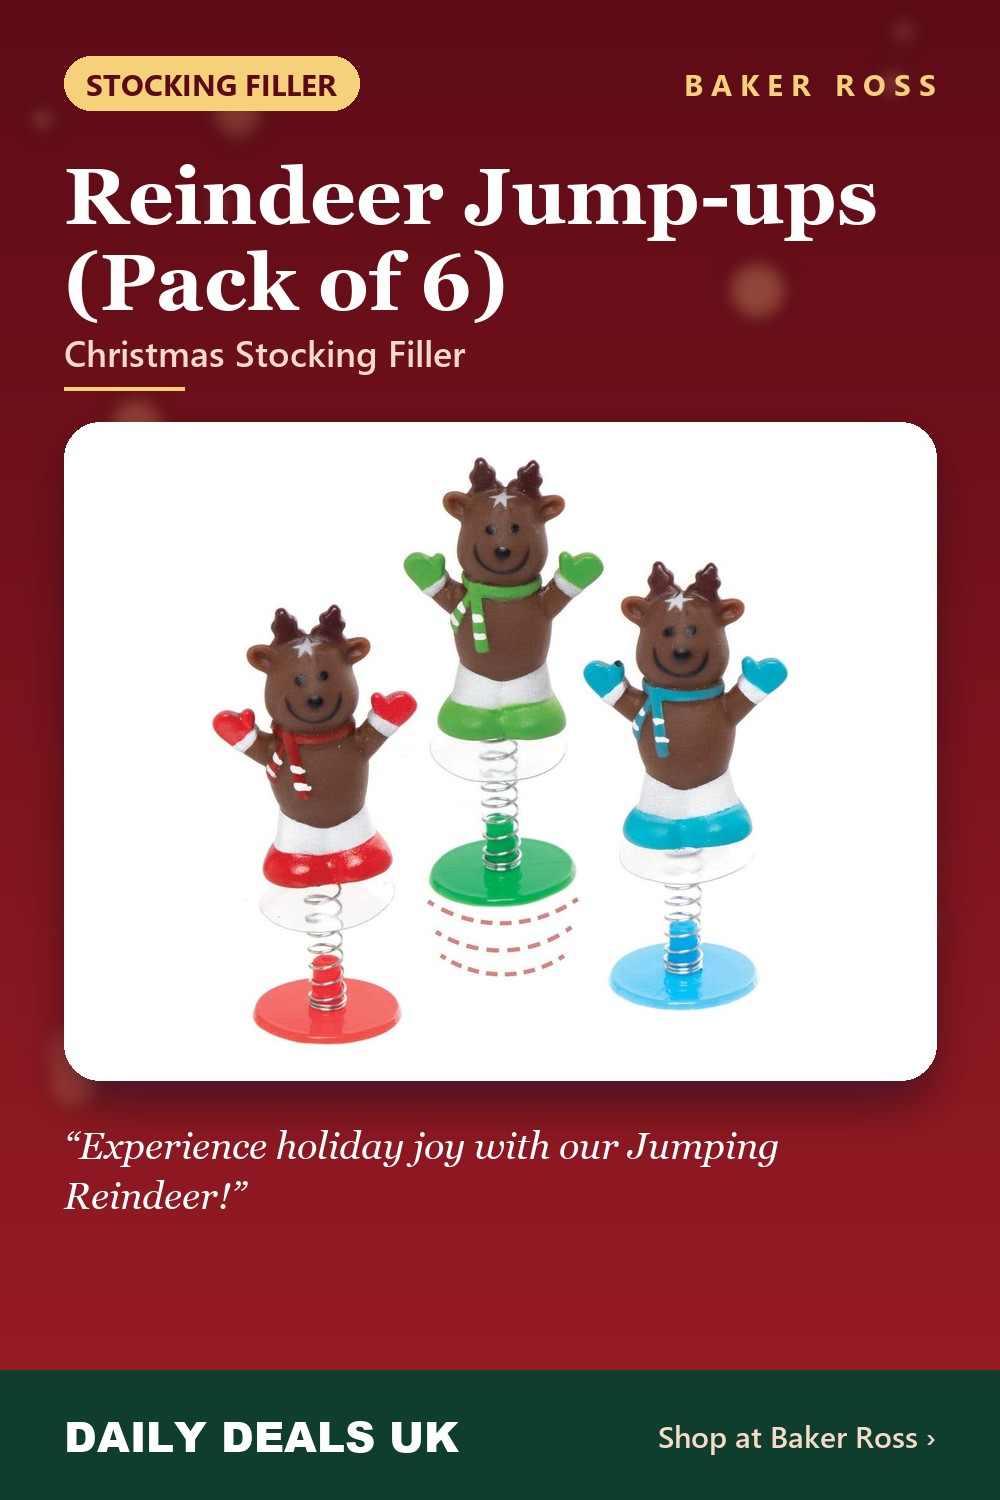 STOCKING FILLER
BAKER ROSS
Reindeer Jump-ups
(Pack of 6)
Christmas Stocking Filler
“Experience holiday joy with our Jumping
Reindeer!”
DAILY DEALS UK
Shop at Baker Ross ›